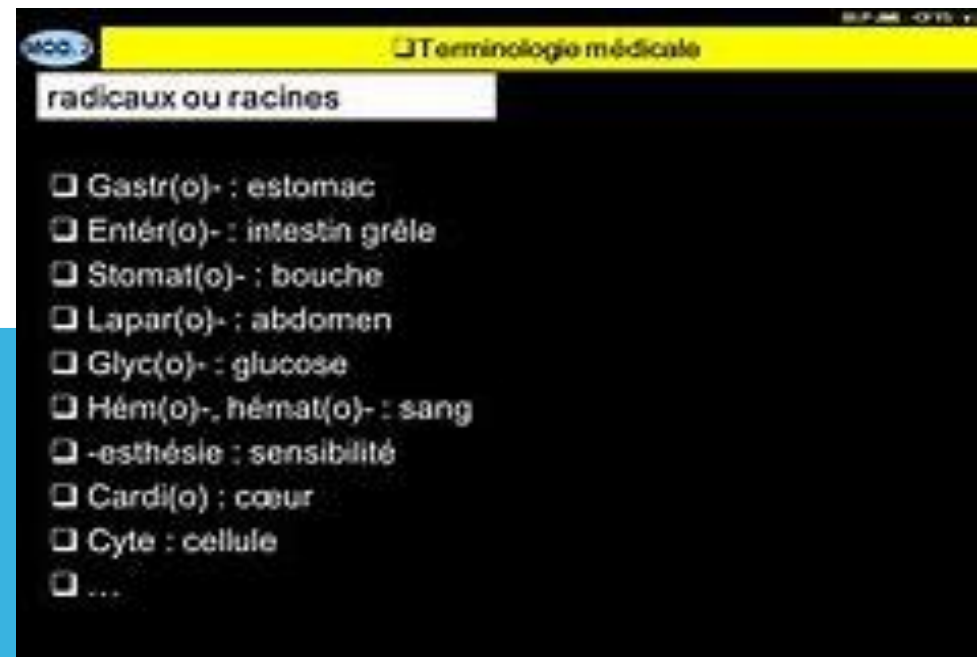 MOD. 2
❑Terminologie médicale
radicaux ou racines
❑ Gastr(o)- : estomac
❑ Entér(o)- : intestin grêle
❑ Stomat(o)- : bouche
❑ Lapar(o)- : abdomen
❑ Glyc(o)- : glucose
❑ Hém(o)-, hémat(o)- : sang
❑ -esthésie : sensibilité
❑ Cardi(o) : cœur
❑ Cyte : cellule
❑ ...